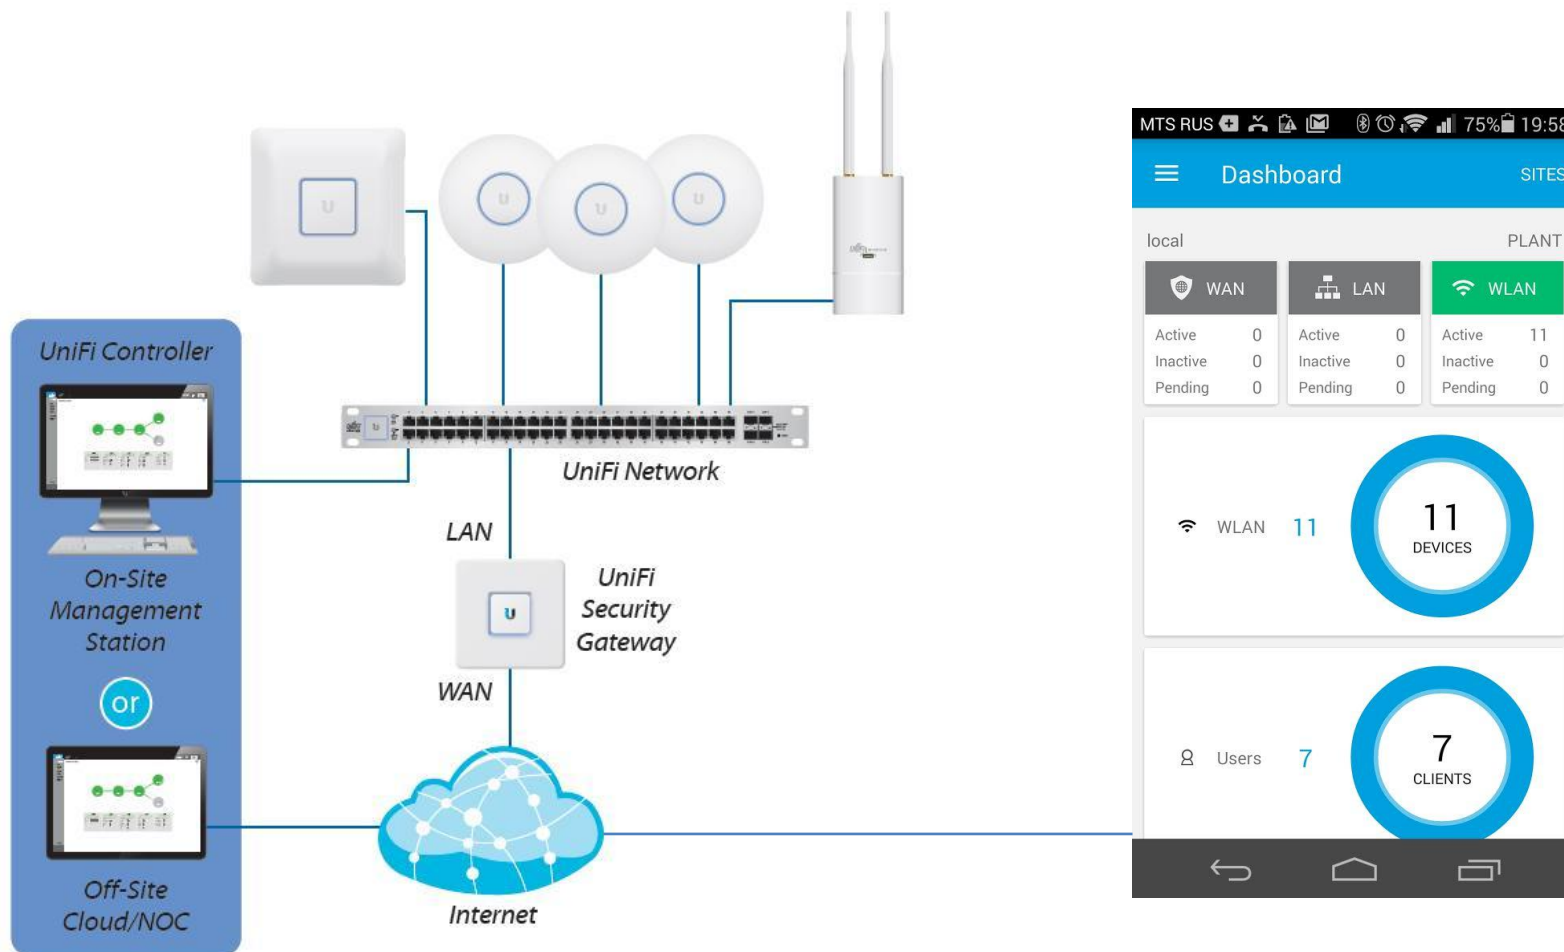 UniFi Controller
On-Site
Management
Station
or
Off-Site
Cloud/NOC
UniFi Network
LAN
UniFi
Security
Gateway
WAN
Internet
MTS RUS 75% 19:58
Dashboard SITES
local PLANT
WAN LAN WLAN
Active 0 Active 0 Active 11
Inactive 0 Inactive 0 Inactive 0
Pending 0 Pending 0 Pending 0
WLAN 11
11
DEVICES
Users 7
7
CLIENTS